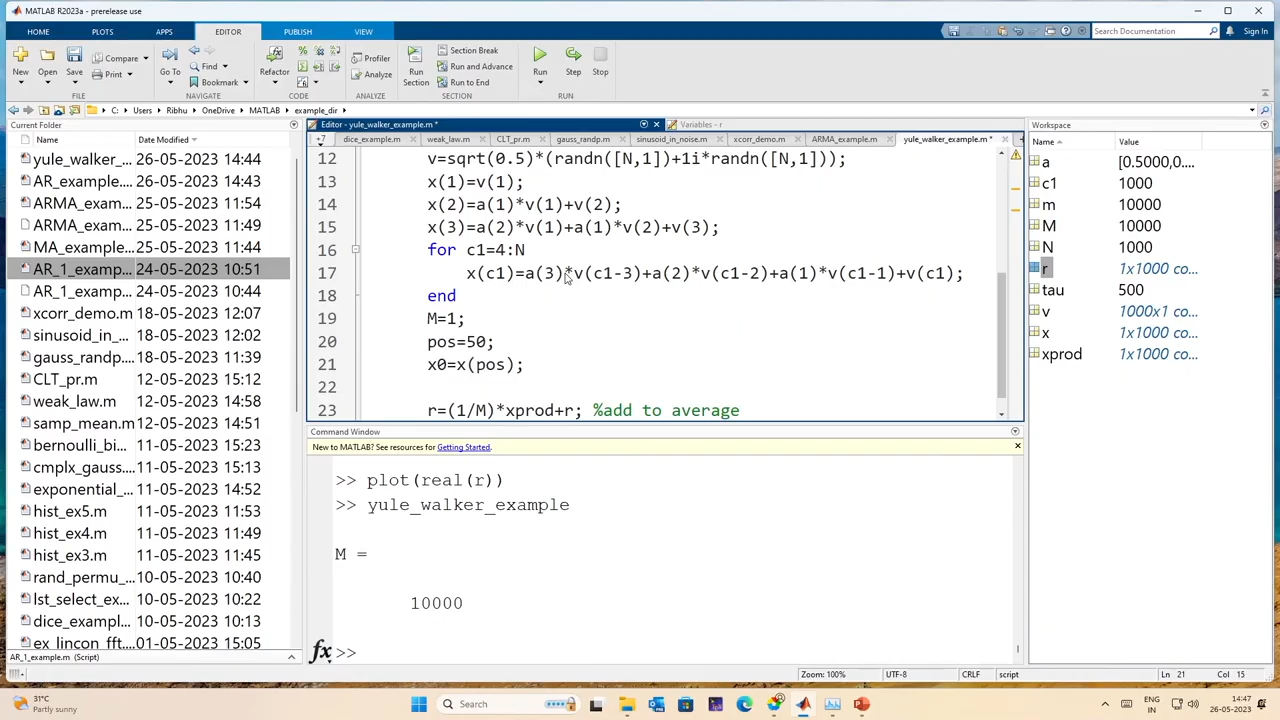 MATLAB R2023a - prerelease use
HOME PLOTS APPS EDITOR PUBLISH VIEW
Search Documentation Sign In
New Open Save Compare Print Go To Find Bookmark Refactor Profiler Analyze Run Section Section Break Run and Advance Run to End Run Step Stop
FILE NAVIGATE CODE ANALYZE SECTION RUN
C: Users Ribhu OneDrive MATLAB example_dir
Current Folder
Name Date Modified
yule_walker_... 26-05-2023 14:44
AR_example.... 26-05-2023 14:43
ARMA_exam... 25-05-2023 11:54
ARMA_exam... 25-05-2023 11:49
MA_example... 25-05-2023 11:44
AR_1_examp... 24-05-2023 10:51
AR_1_examp... 24-05-2023 10:44
xcorr_demo.m 18-05-2023 12:07
sinusoid_in_... 18-05-2023 12:02
gauss_randp.... 18-05-2023 11:39
CLT_pr.m 12-05-2023 15:12
weak_law.m 12-05-2023 14:58
samp_mean.m 12-05-2023 14:51
bernoulli_bi... 11-05-2023 15:23
cmplx_gauss... 11-05-2023 15:13
exponential_... 11-05-2023 14:52
hist_ex5.m 11-05-2023 11:53
hist_ex4.m 11-05-2023 11:49
hist_ex3.m 11-05-2023 11:45
rand_permu_... 10-05-2023 10:40
lst_select_ex... 10-05-2023 10:22
dice_exampl... 02-05-2023 10:13
ex_lincon_fft... 01-05-2023 15:05
AR_1_example.m (Script)
Editor - yule_walker_example.m * Variables - r
+7 dice_example.m weak_law.m CLT_pr.m gauss_randp.m sinusoid_in_noise.m xcorr_demo.m ARMA_example.m yule_walker_example.m *
12 v=sqrt(0.5)*(randn([N,1])+1i*randn([N,1]));
13 x(1)=v(1);
14 x(2)=a(1)*v(1)+v(2);
15 x(3)=a(2)*v(1)+a(1)*v(2)+v(3);
16 for c1=4:N
17 x(c1)=a(3)*v(c1-3)+a(2)*v(c1-2)+a(1)*v(c1-1)+v(c1);
18 end
19 M=1;
20 pos=50;
21 x0=x(pos);
22
23 r=(1/M)*xprod+r; %add to average
Command Window
New to MATLAB? See resources for Getting Started.
>> plot(real(r))
>> yule_walker_example
M =
10000
fx >>
Workspace
Name Value
a [0.5000,0....
c1 1000
m 10000
M 10000
N 1000
r 1x1000 co...
tau 500
v 1000x1 co...
x 1x1000 co...
xprod 1x1000 co...
Zoom: 100% UTF-8 CRLF script Ln 21 Col 15
31°C
Partly sunny
Search
ENG
IN
14:47
26-05-2023